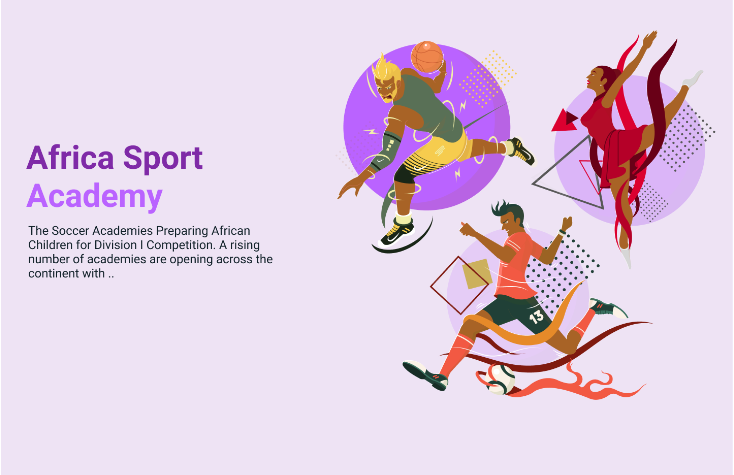 Africa Sport
Academy
The Soccer Academies Preparing African
Children for Division I Competition. A rising
number of academies are opening across the
continent with ..
13